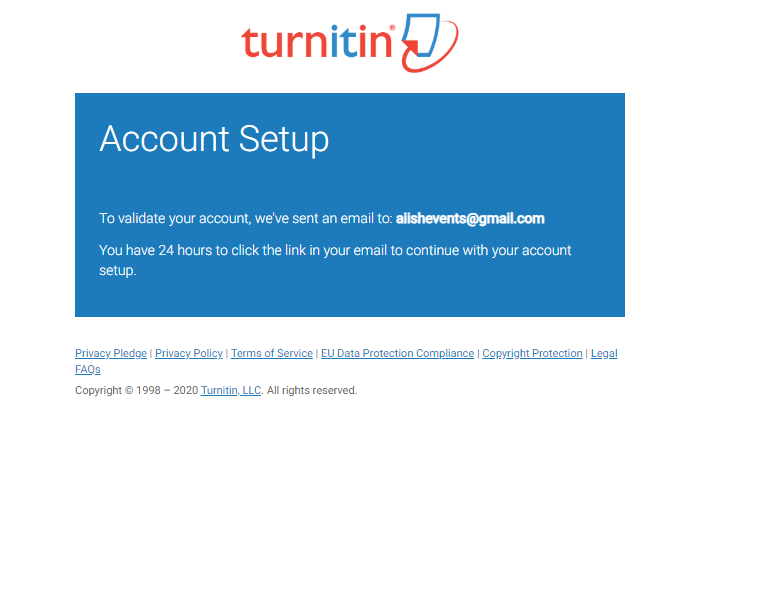 turnitin®
Account Setup
To validate your account, we've sent an email to: aiishevents@gmail.com
You have 24 hours to click the link in your email to continue with your account
setup.
Privacy Pledge | Privacy Policy | Terms of Service | EU Data Protection Compliance | Copyright Protection | Legal
FAQs
Copyright © 1998 – 2020 Turnitin, LLC. All rights reserved.